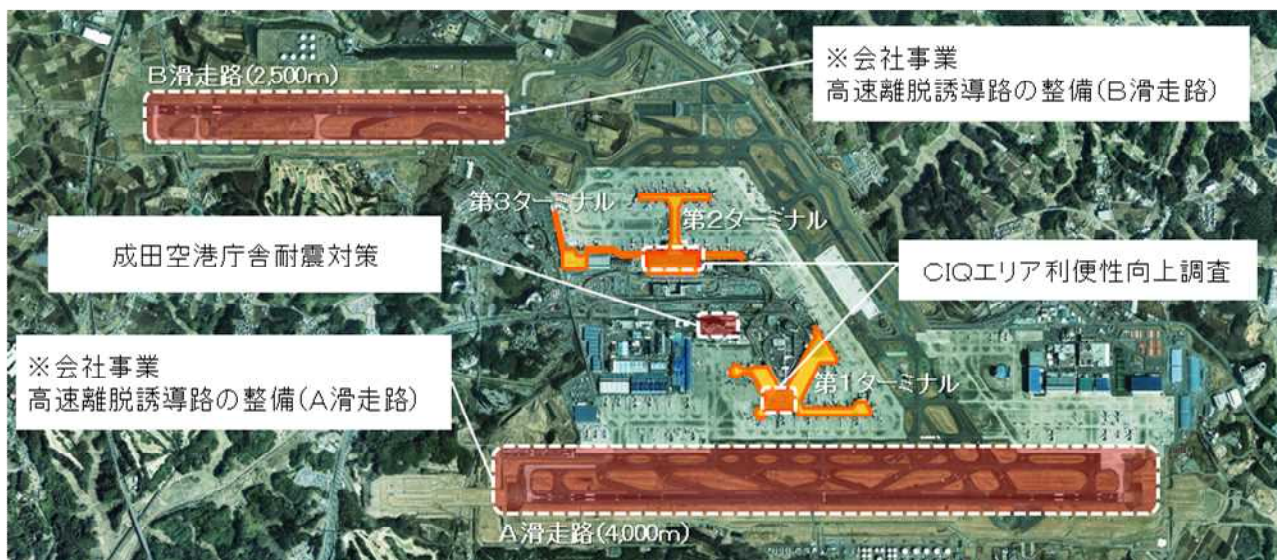 B滑走路(2,500m)
※会社事業
高速離脱誘導路の整備(B滑走路)
第3ターミナル
第2ターミナル
成田空港庁舎耐震対策
CIQエリア利便性向上調査
※会社事業
高速離脱誘導路の整備(A滑走路)
第1ターミナル
A滑走路(4,000m)